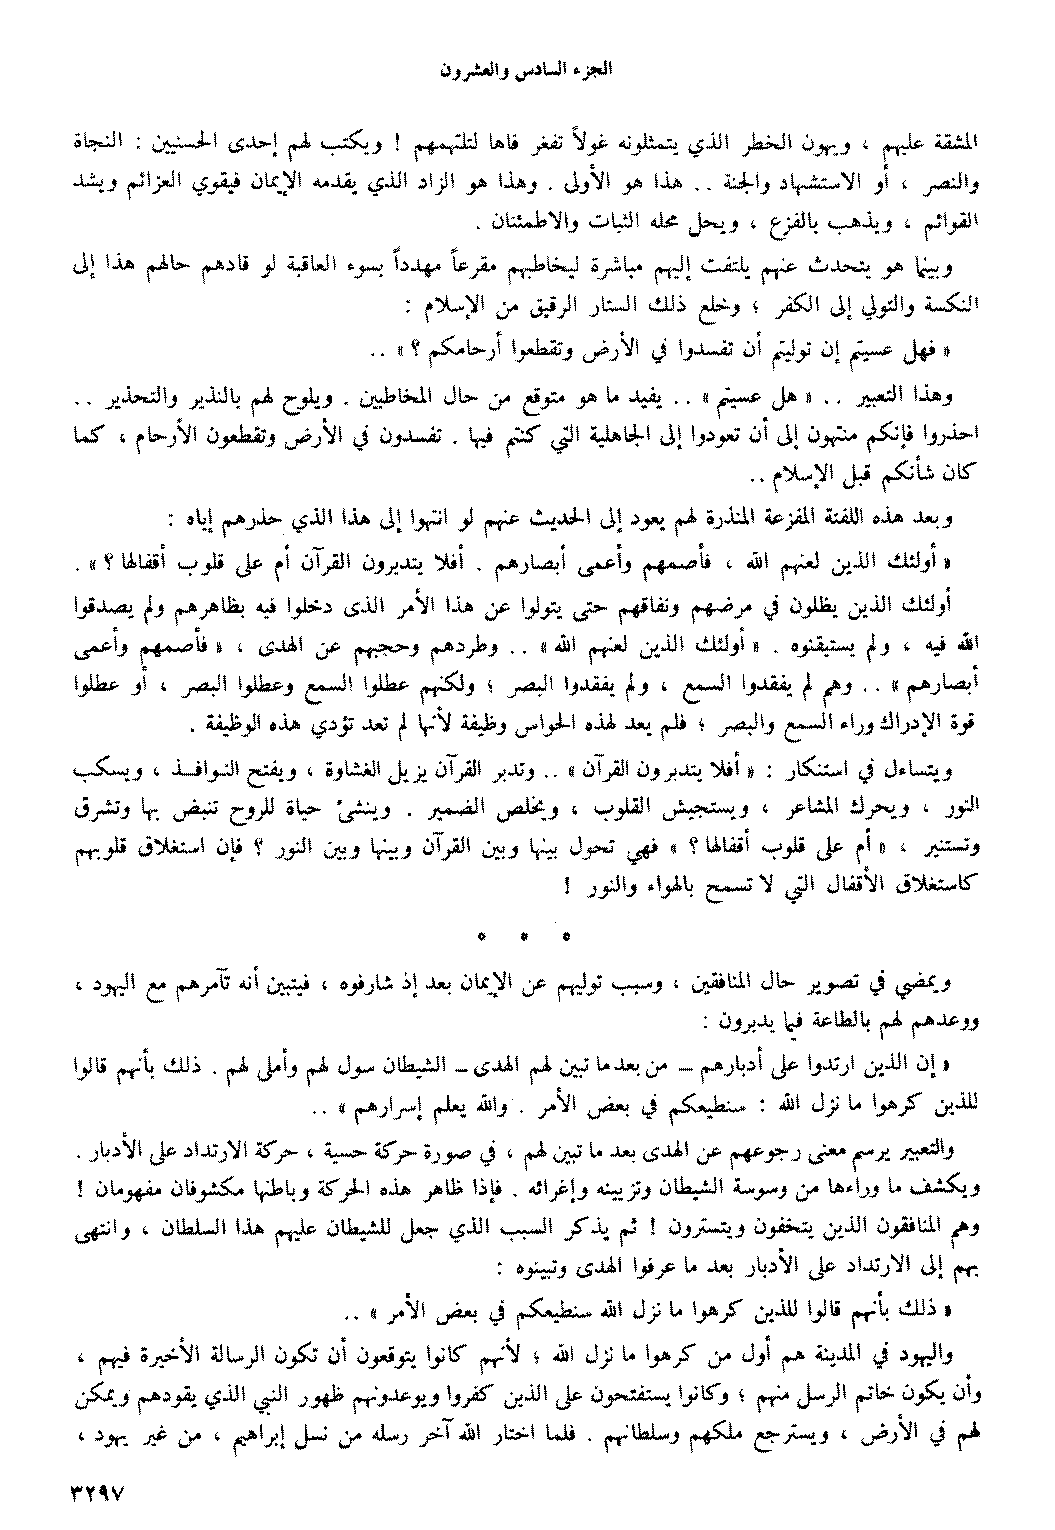 الجزء السادس والعشرون
المشقة عليهم ، ويهون الخطر الذي يتمثلونه غولاً تفغر فاها لتلتهمهم ! ويكتب لهم إحدى الحسنيين : النجاة
والنصر ، أو الاستشهاد والجنة .. هذا هو الأولى . وهذا هو الزاد الذي يقدمه الإيمان فيقوي العزائم ويشد
القوائم ، ويذهب بالفزع ، ويحل محله الثبات والاطمئنان .
وبينما هو يتحدث عنهم يلتفت إليهم مباشرة ليخاطبهم مقرعاً مهدداً بسوء العاقبة لو قادهم حالهم هذا إلى
النكسة والتولي إلى الكفر ؛ وخلع ذلك الستار الرقيق من الإسلام :
« فهل عسيتم إن توليتم أن تفسدوا في الأرض وتقطعوا أرحامكم ؟ » ..
وهذا التعبير .. « هل عسيتم » .. يفيد ما هو متوقع من حال المخاطبين . ويلوح لهم بالنذير والتحذير ..
احذروا فإنكم منتهون إلى أن تعودوا إلى الجاهلية التي كنتم فيها . تفسدون في الأرض وتقطعون الأرحام ، كما
كان شأنكم قبل الإسلام ..
وبعد هذه اللفتة المفزعة المنذرة لهم يعود إلى الحديث عنهم لو انتهوا إلى هذا الذي حذرهم إياه :
« أولئك الذين لعنهم الله ، فأصمهم وأعمى أبصارهم . أفلا يتدبرون القرآن أم على قلوب أقفالها ؟ » .
أولئك الذين يظلون في مرضهم ونفاقهم حتى يتولوا عن هذا الأمر الذى دخلوا فيه بظاهرهم ولم يصدقوا
الله فيه ، ولم يستيقنوه . « أولئك الذين لعنهم الله » .. وطردهم وحجبهم عن الهدى ، « فأصمهم وأعمى
أبصارهم » .. وهم لم يفقدوا السمع ، ولم يفقدوا البصر ؛ ولكنهم عطلوا السمع وعطلوا البصر ، أو عطلوا
قوة الإدراك وراء السمع والبصر ؛ فلم يعد لهذه الحواس وظيفة لأنها لم تعد تؤدي هذه الوظيفة .
ويتساءل في استنكار : « أفلا يتدبرون القرآن » .. وتدبر القرآن يزيل الغشاوة ، ويفتح النوافذ ، ويسكب
النور ، ويحرك المشاعر ، ويستجيش القلوب ، ويخلص الضمير . وينشئ حياة للروح تنبض بها وتشرق
وتستنير ، « أم على قلوب أقفالها ؟ » فهي تحول بينها وبين القرآن وبينها وبين النور ؟ فإن استغلاق قلوبهم
كاستغلاق الأقفال التي لا تسمح بالهواء والنور !
* * *
ويمضي في تصوير حال المنافقين ، وسبب توليهم عن الإيمان بعد إذ شارفوه ، فيتبين أنه تآمرهم مع اليهود ،
ووعدهم لهم بالطاعة فيما يدبرون :
« إن الذين ارتدوا على أدبارهم – من بعد ما تبين لهم الهدى – الشيطان سول لهم وأملى لهم . ذلك بأنهم قالوا
للذين كرهوا ما نزل الله : سنطيعكم في بعض الأمر . والله يعلم إسرارهم » ..
والتعبير يرسم معنى رجوعهم عن الهدى بعد ما تبين لهم ، في صورة حركة حسية ، حركة الارتداد على الأدبار .
ويكشف ما وراءها من وسوسة الشيطان وتزيينه وإغرائه . فإذا ظاهر هذه الحركة وباطنها مكشوفان مفهومان !
وهم المنافقون الذين يتخفون ويتسترون ! ثم يذكر السبب الذي جعل للشيطان عليهم هذا السلطان ، وانتهى
بهم إلى الارتداد على الأدبار بعد ما عرفوا الهدى وتبينوه :
« ذلك بأنهم قالوا للذين كرهوا ما نزل الله سنطيعكم في بعض الأمر » ..
واليهود في المدينة هم أول من كرهوا ما نزل الله ؛ لأنهم كانوا يتوقعون أن تكون الرسالة الأخيرة فيهم ،
وأن يكون خاتم الرسل منهم ؛ وكانوا يستفتحون على الذين كفروا ويوعدونهم ظهور النبي الذي يقودهم ويمكن
لهم في الأرض ، ويسترجع ملكهم وسلطانهم . فلما اختار الله آخر رسله من نسل إبراهيم ، من غير يهود ،
٣٢٩٧